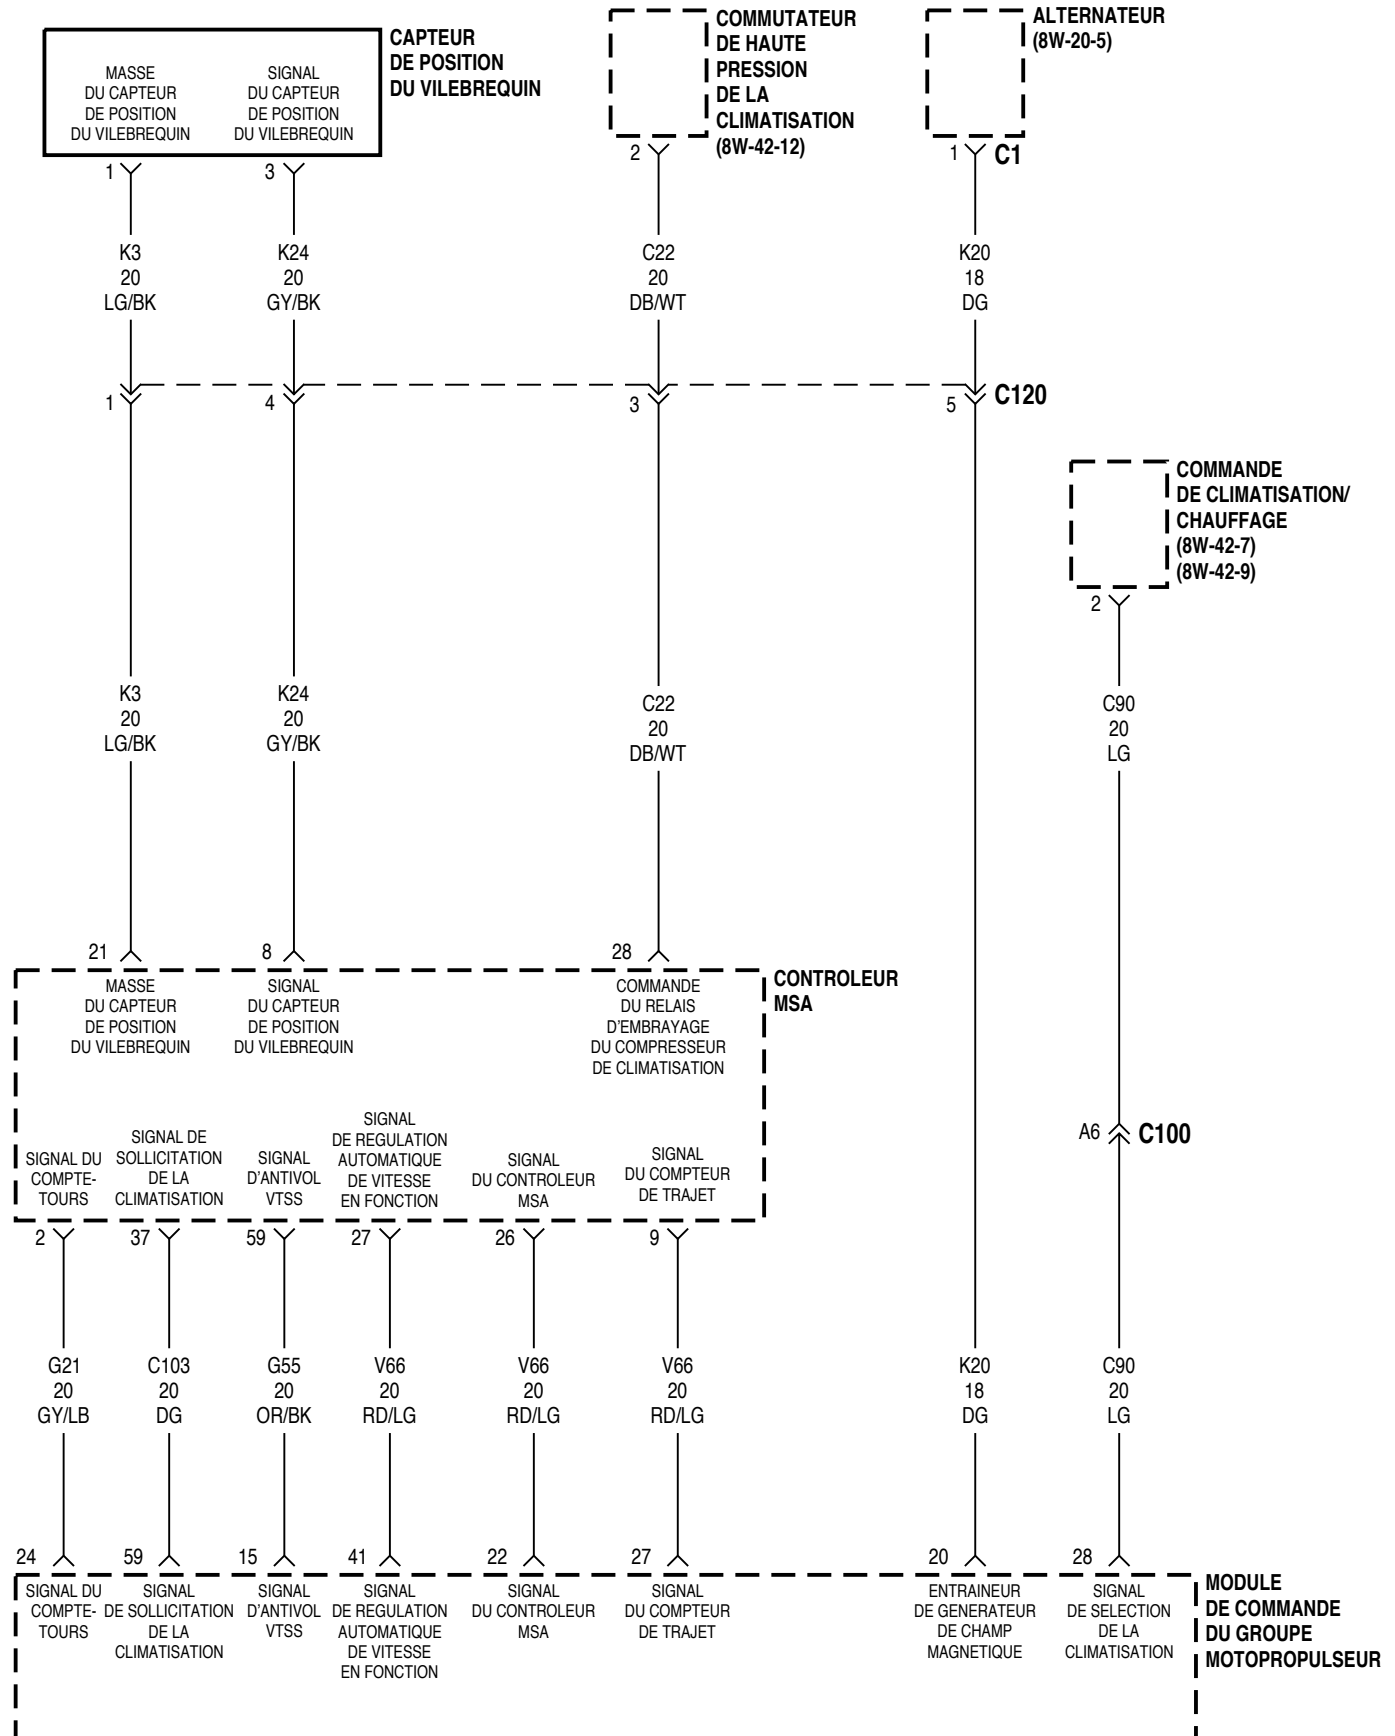 CAPTEUR
DE POSITION
DU VILEBREQUIN
MASSE
DU CAPTEUR
DE POSITION
DU VILEBREQUIN
SIGNAL
DU CAPTEUR
DE POSITION
DU VILEBREQUIN
COMMUTATEUR
DE HAUTE
PRESSION
DE LA
CLIMATISATION
(8W-42-12)
ALTERNATEUR
(8W-20-5)
1
3
2
1
C1
K3
20
LG/BK
K24
20
GY/BK
C22
20
DB/WT
K20
18
DG
1
4
3
5
C120
COMMANDE
DE CLIMATISATION/
CHAUFFAGE
(8W-42-7)
(8W-42-9)
2
K3
20
LG/BK
K24
20
GY/BK
C22
20
DB/WT
C90
20
LG
21
8
28
CONTROLEUR
MSA
MASSE
DU CAPTEUR
DE POSITION
DU VILEBREQUIN
SIGNAL
DU CAPTEUR
DE POSITION
DU VILEBREQUIN
COMMANDE
DU RELAIS
D'EMBRAYAGE
DU COMPRESSEUR
DE CLIMATISATION
A6
C100
SIGNAL DU
COMPTE-
TOURS
SIGNAL DE
SOLLICITATION
DE LA
CLIMATISATION
SIGNAL
D'ANTIVOL
VTSS
SIGNAL
DE REGULATION
AUTOMATIQUE
DE VITESSE
EN FONCTION
SIGNAL
DU CONTROLEUR
MSA
SIGNAL
DU COMPTEUR
DE TRAJET
2
37
59
27
26
9
G21
20
GY/LB
C103
20
DG
G55
20
OR/BK
V66
20
RD/LG
V66
20
RD/LG
V66
20
RD/LG
K20
18
DG
C90
20
LG
24
59
15
41
22
27
20
28
SIGNAL DU
COMPTE-
TOURS
SIGNAL
DE SOLLICITATION
DE LA
CLIMATISATION
SIGNAL
D'ANTIVOL
VTSS
SIGNAL
DE REGULATION
AUTOMATIQUE
DE VITESSE
EN FONCTION
SIGNAL
DU CONTROLEUR
MSA
SIGNAL
DU COMPTEUR
DE TRAJET
ENTRAINEUR
DE GENERATEUR
DE CHAMP
MAGNETIQUE
SIGNAL
DE SELECTION
DE LA
CLIMATISATION
MODULE
DE COMMANDE
DU GROUPE
MOTOPROPULSEUR